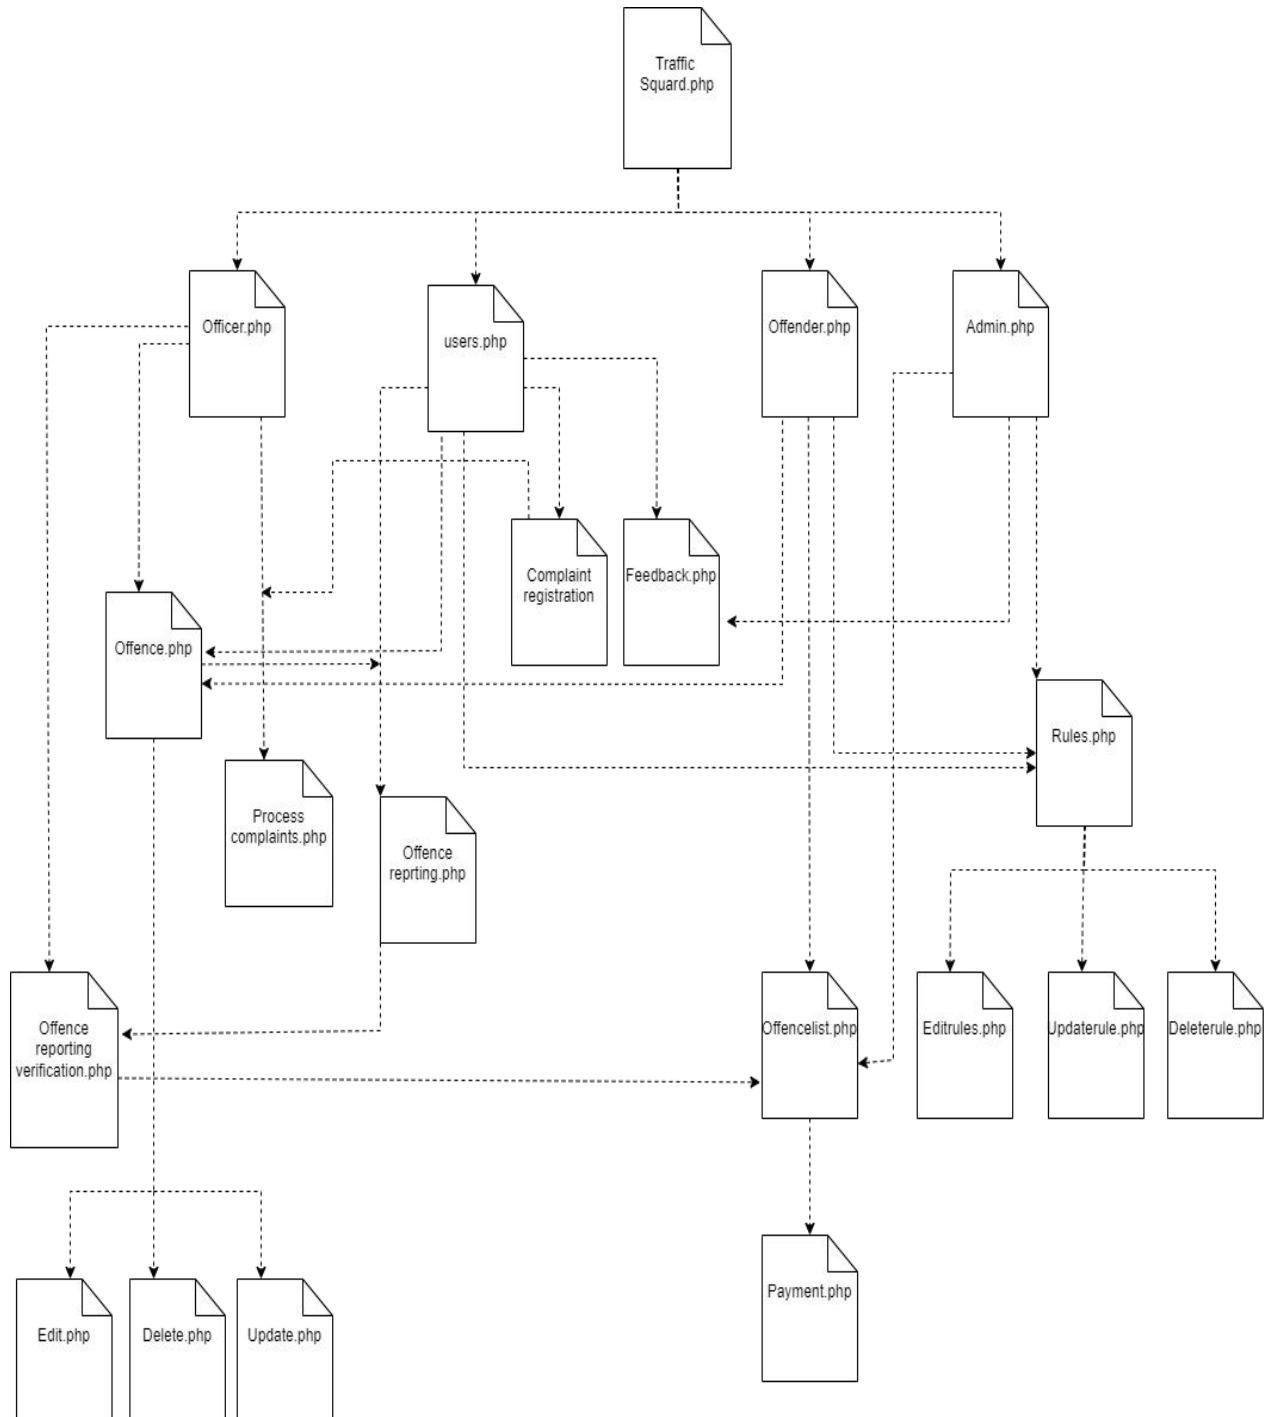 Traffic
Squard.php
Officer.php
users.php
Offender.php
Admin.php
Complaint
registration
Feedback.php
Offence.php
Rules.php
Process
complaints.php
Offence
reprting.php
Offence
reporting
verification.php
Offencelist.php
Editrules.php
Updaterule.php
Deleterule.php
Payment.php
Edit.php
Delete.php
Update.php